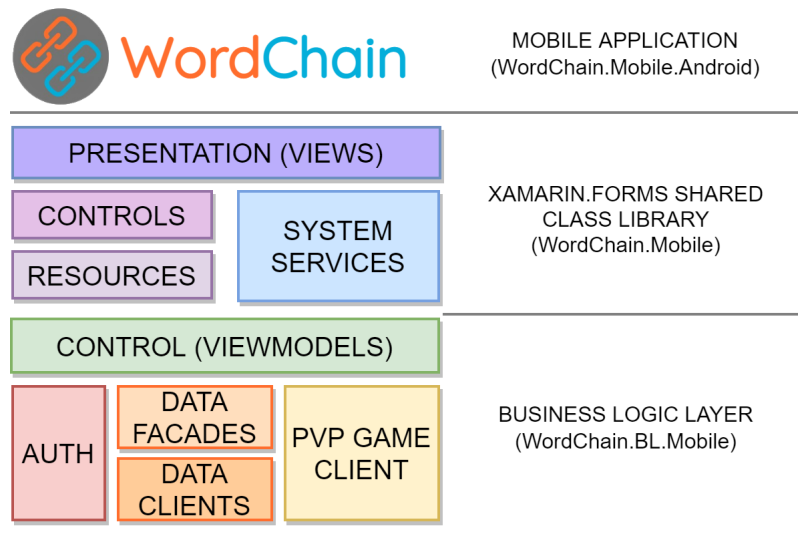 WordChain
MOBILE APPLICATION
(WordChain.Mobile.Android)
PRESENTATION (VIEWS)
CONTROLS
RESOURCES
SYSTEM
SERVICES
XAMARIN.FORMS SHARED
CLASS LIBRARY
(WordChain.Mobile)
CONTROL (VIEWMODELS)
AUTH
DATA
FACADES
DATA
CLIENTS
PVP GAME
CLIENT
BUSINESS LOGIC LAYER
(WordChain.BL.Mobile)